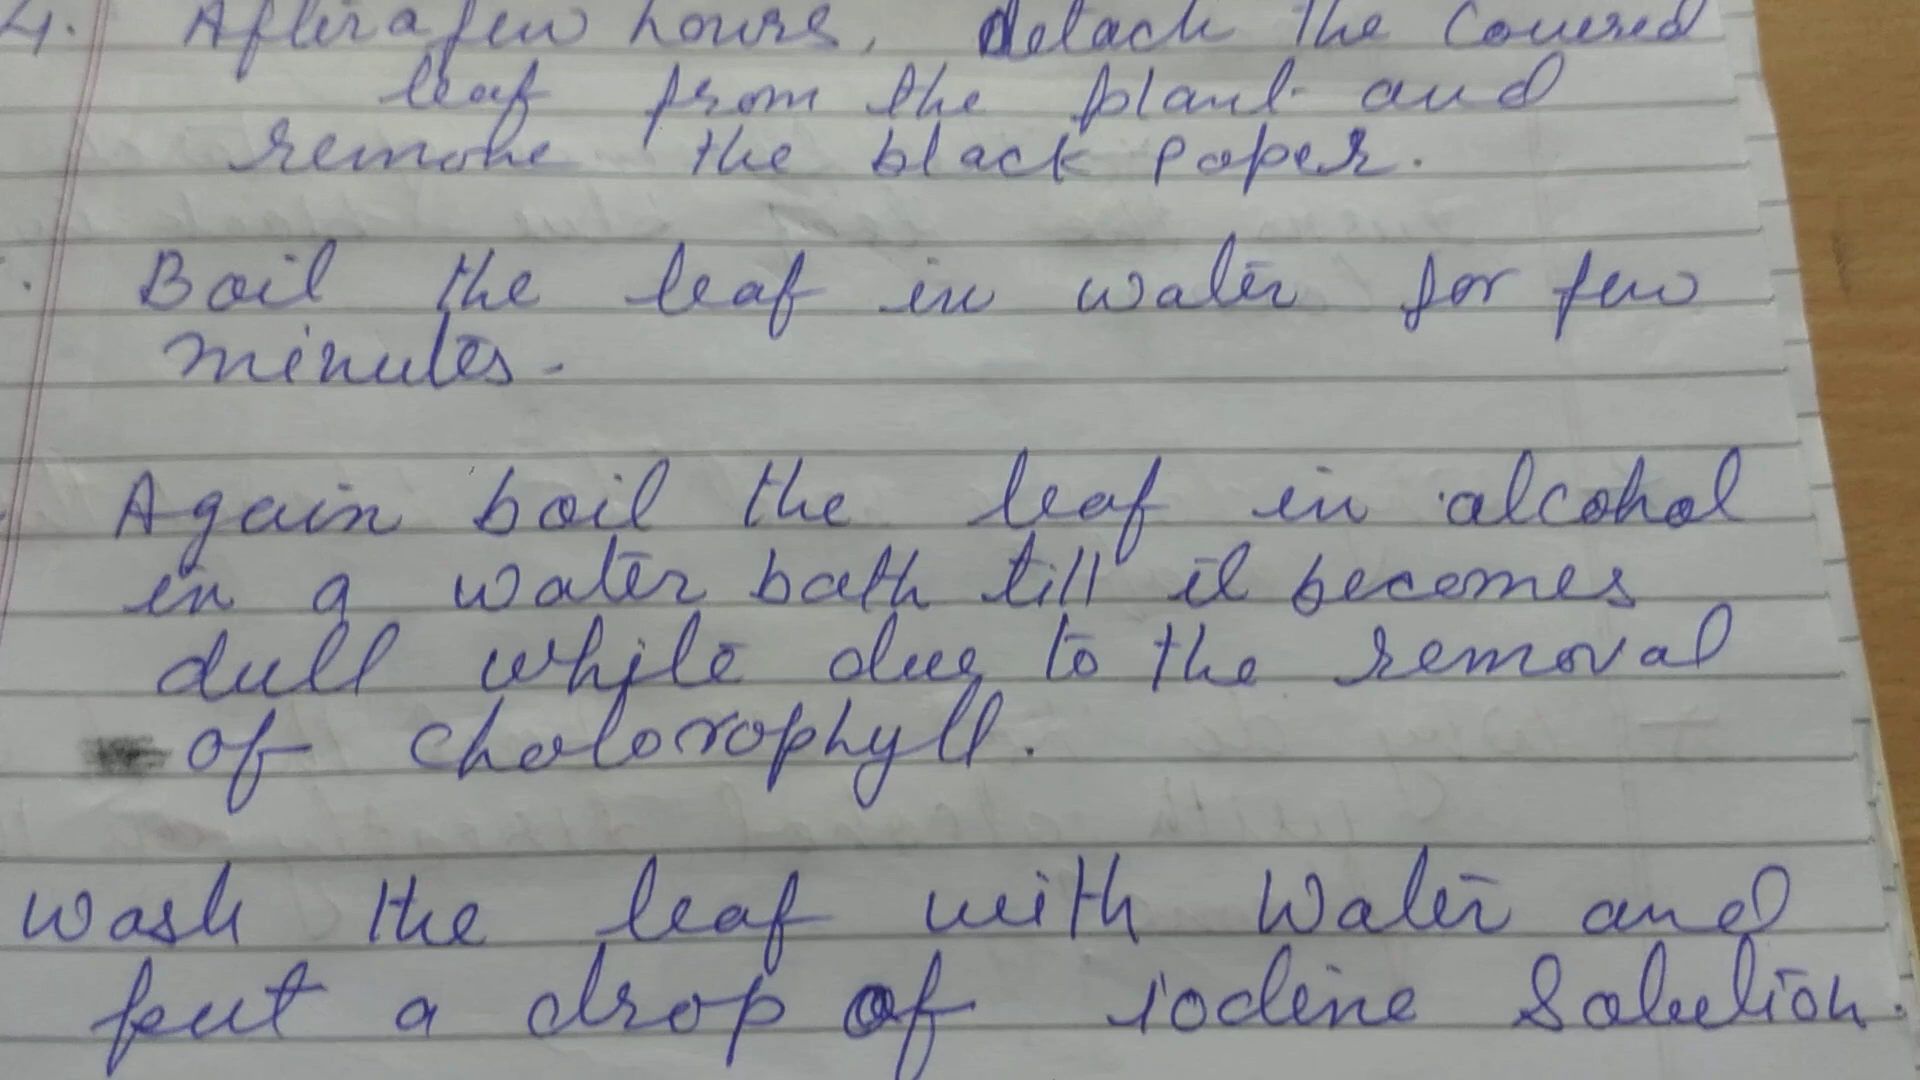 4. After a few hours, detach the covered
leaf from the plant and
remove the black paper.
Boil the leaf in water for few
minutes.
Again boil the leaf in alcohol
in a water bath till it becomes
dull white due to the removal
of cholorophyll.
Wash the leaf with Water and
put a drop of iodine Solution.